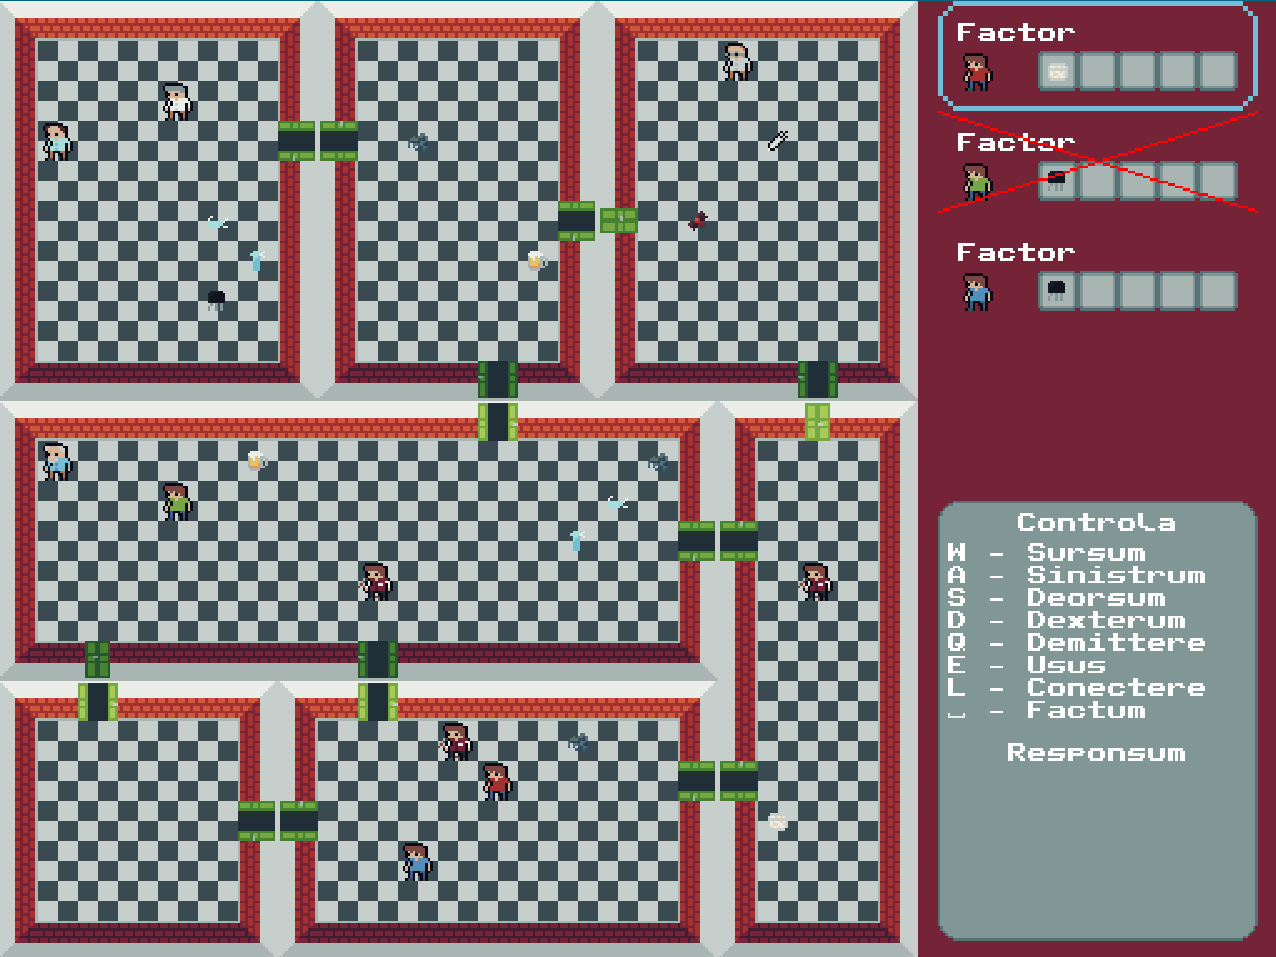 Factor
Factor
Factor
Controla
W - Sursum
A - Sinistrum
S - Deorsum
D - Dexterum
Q - Demittere
E - Usus
L - Conectere
⎵ - Factum
Responsum